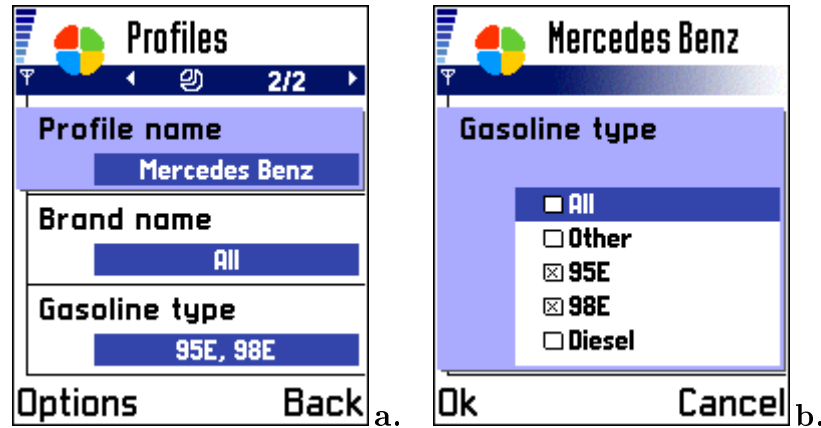 Profiles
2/2
Profile name
Mercedes Benz
Brand name
All
Gasoline type
95E, 98E
Options Back
a.
Mercedes Benz
Gasoline type
All
Other
95E
98E
Diesel
Ok Cancel
b.